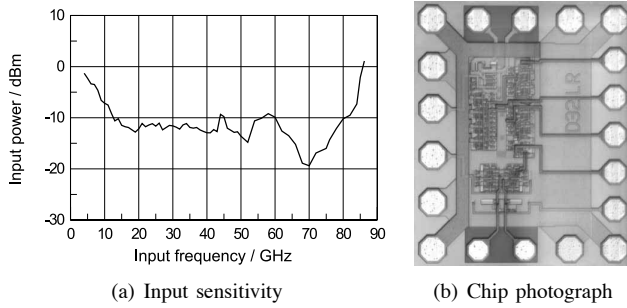 10
0
-10
-20
-30
Input power / dBm
0 10 20 30 40 50 60 70 80 90
Input frequency / GHz
D32LR
(a) Input sensitivity
(b) Chip photograph